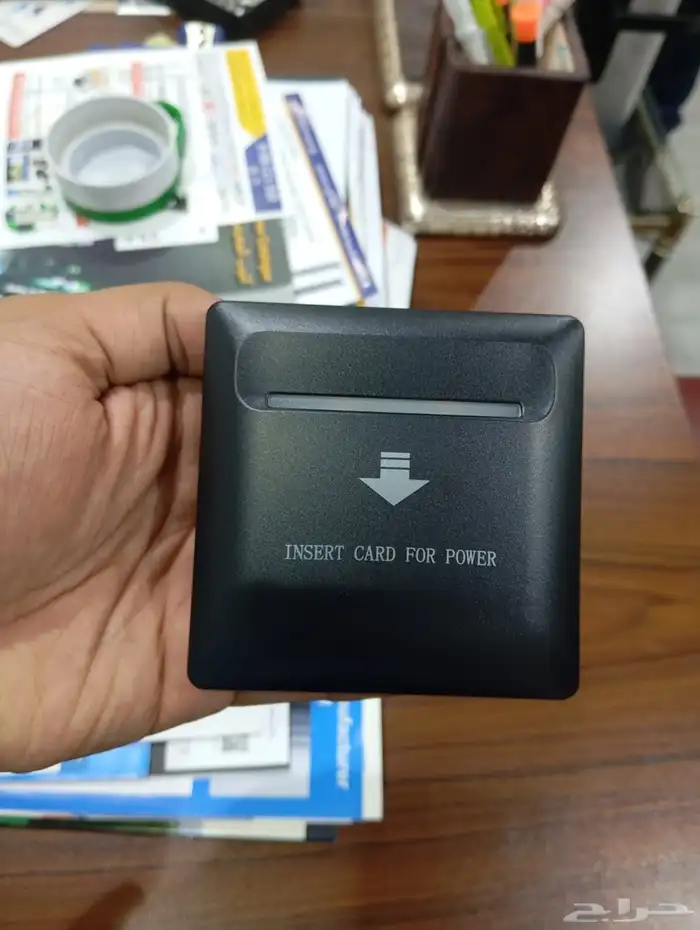 INSERT CARD FOR POWER
حراج